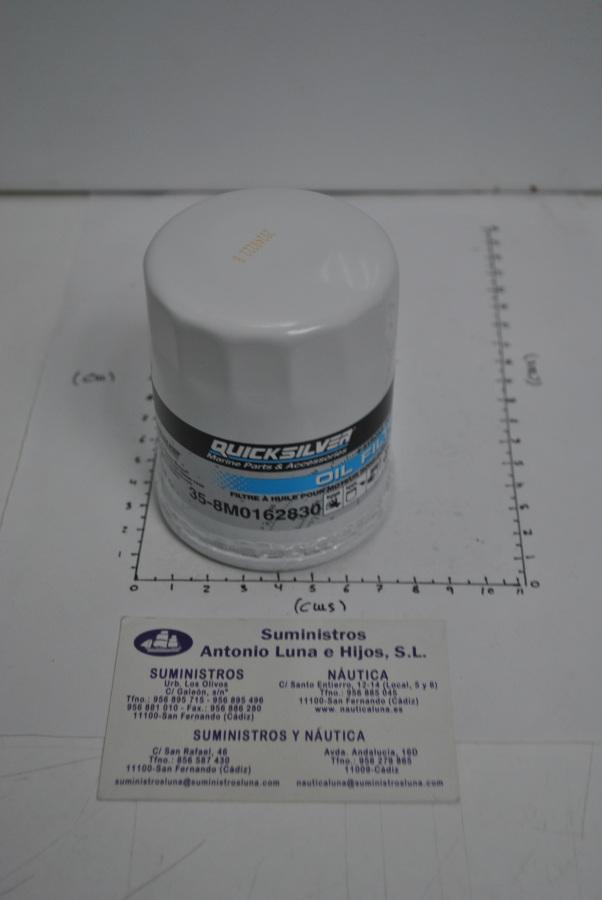 (cm)
(cms)
QUICKSILVER
Marine Parts & Accessories
OIL FIL
FILTRE À HUILE POUR MOTEUR
35-8M0162830
0 1 2 3 4 5 6 7 8 9 10 11 0
(cms)
Suministros
Antonio Luna e Hijos, S.L.
SUMINISTROS
Urb. Los Olivos
C/ Galeón, s/nº
Tfno.: 956 895 715 - 956 895 496
956 881 010 - Fax.: 956 886 280
11100-San Fernando (Cádiz)
NÁUTICA
C/ Santo Entierro, 12-14 (Local, 5 y 6)
Tfno.: 956 885 045
11100-San Fernando (Cádiz)
www. nauticaluna.es
SUMINISTROS Y NÁUTICA
C/ San Rafael, 46
Tfno.: 856 587 430
11100-San Fernando (Cádiz)
suministrosluna@suministrosluna.com
Avda. Andalucía, 16D
Tfno.: 956 279 865
11009-Cádiz
nauticaluna@suministrosluna.com